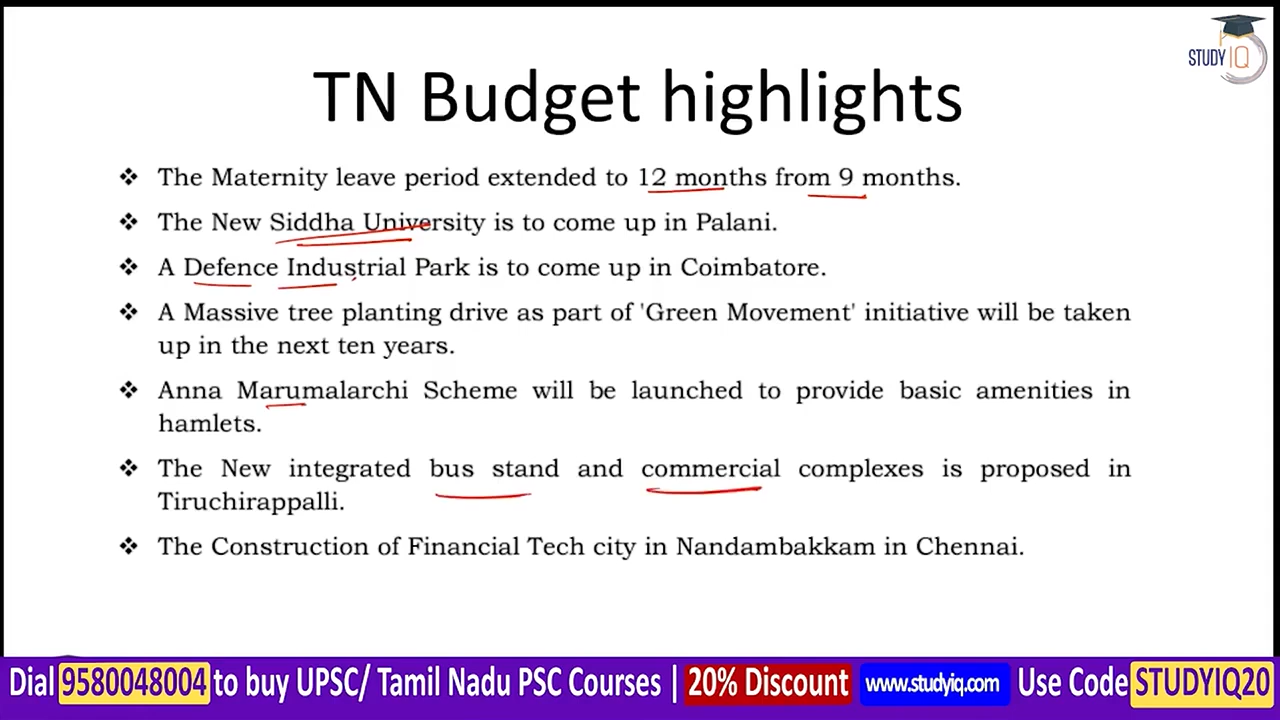 STUDY IQ
TN Budget highlights
❖ The Maternity leave period extended to 12 months from 9 months.
❖ The New Siddha University is to come up in Palani.
❖ A Defence Industrial Park is to come up in Coimbatore.
❖ A Massive tree planting drive as part of 'Green Movement' initiative will be taken
up in the next ten years.
❖ Anna Marumalarchi Scheme will be launched to provide basic amenities in
hamlets.
❖ The New integrated bus stand and commercial complexes is proposed in
Tiruchirappalli.
❖ The Construction of Financial Tech city in Nandambakkam in Chennai.
Dial 9580048004 to buy UPSC/ Tamil Nadu PSC Courses | 20% Discount www.studyiq.com Use Code STUDYIQ20